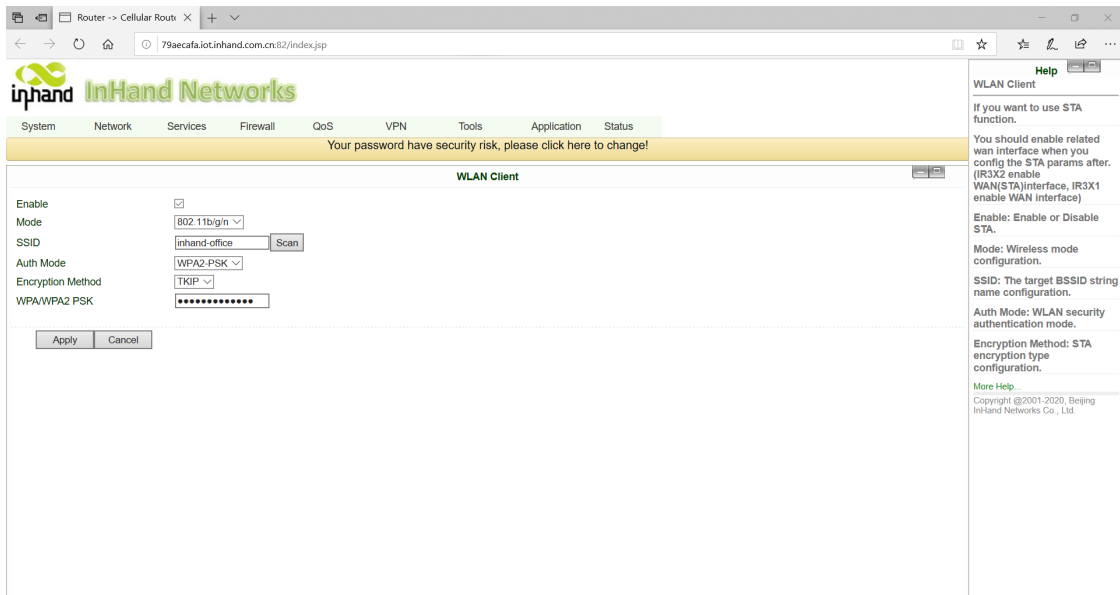 Router -> Cellular Route
79aecafa.iot.inhand.com.cn:82/index.jsp
inhand InHand Networks
System Network Services Firewall QoS VPN Tools Application Status
Your password have security risk, please click here to change!
WLAN Client
Enable
Mode 802.11b/g/n
SSID inhand-office Scan
Auth Mode WPA2-PSK
Encryption Method TKIP
WPA/WPA2 PSK ●●●●●●●●●●●●●
Apply Cancel
Help
WLAN Client
If you want to use STA
function.
You should enable related
wan interface when you
config the STA params after.
(IR3X2 enable
WAN(STA)interface, IR3X1
enable WAN interface)
Enable: Enable or Disable
STA.
Mode: Wireless mode
configuration.
SSID: The target BSSID string
name configuration.
Auth Mode: WLAN security
authentication mode.
Encryption Method: STA
encryption type
configuration.
More Help...
Copyright @2001-2020, Beijing
InHand Networks Co., Ltd.